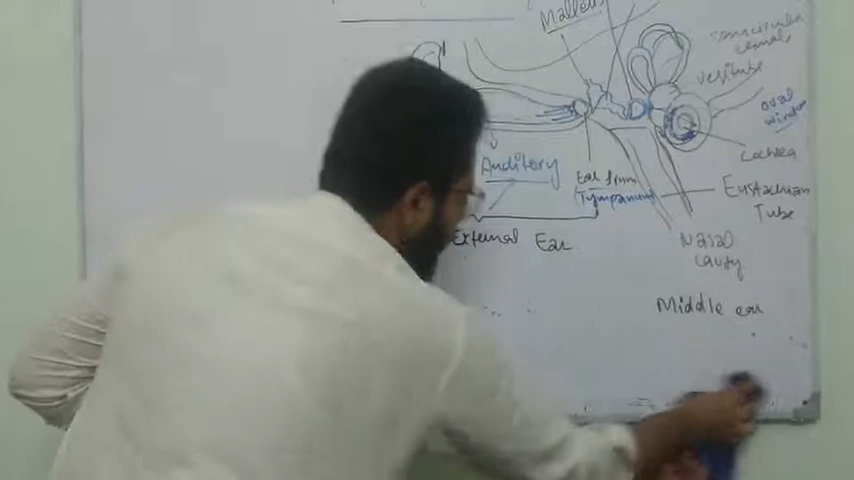 Malleus
semicircular
canals
vestibule
oval
window
Cochlea
Auditory
Ear drum
Tympanum
Eustachian
Tube
External Ear
Nasal
cavity
Middle ear